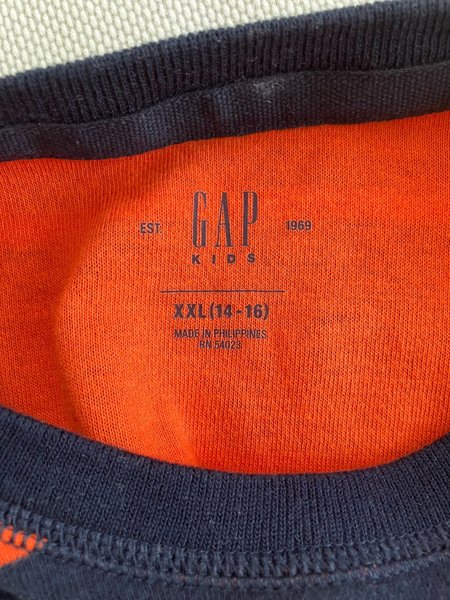 EST. GAP 1969
KIDS
XXL (14-16)
MADE IN PHILIPPINES
RN 54023